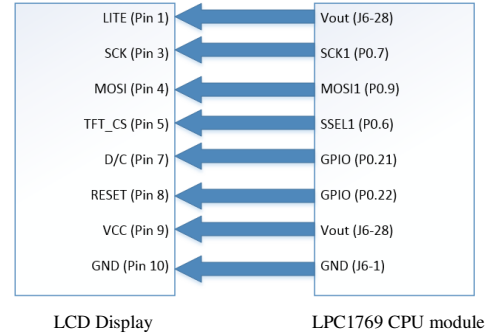 LITE (Pin 1) Vout (J6-28)
SCK (Pin 3) SCK1 (P0.7)
MOSI (Pin 4) MOSI1 (P0.9)
TFT_CS (Pin 5) SSEL1 (P0.6)
D/C (Pin 7) GPIO (P0.21)
RESET (Pin 8) GPIO (P0.22)
VCC (Pin 9) Vout (J6-28)
GND (Pin 10) GND (J6-1)
LCD Display LPC1769 CPU module